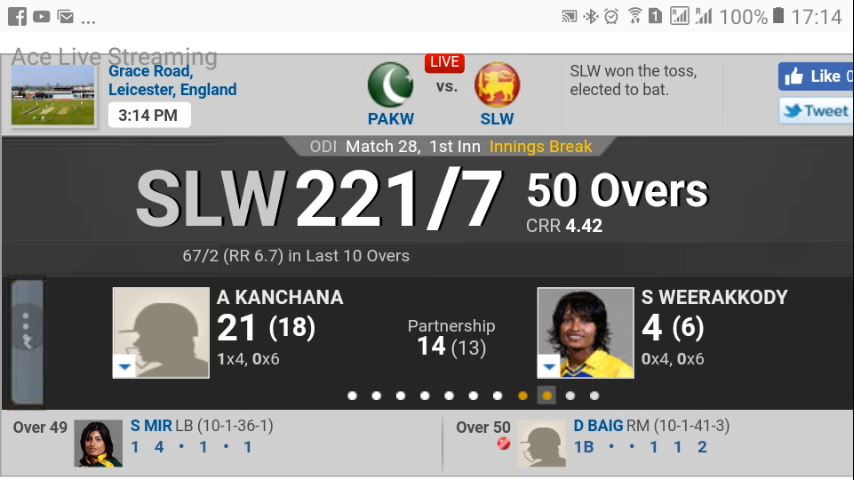 ... 1 100% 17:14
Ace Live Streaming
Grace Road,
Leicester, England
3:14 PM
LIVE
vs.
PAKW SLW
SLW won the toss,
elected to bat.
Like 0
Tweet
ODI Match 28, 1st Inn Innings Break
SLW 221/7 50 Overs
CRR 4.42
67/2 (RR 6.7) in Last 10 Overs
A KANCHANA
21 (18)
1x4, 0x6
Partnership
14 (13)
S WEERAKKODY
4 (6)
0x4, 0x6
Over 49 S MIR LB (10-1-36-1)
1 4 • 1 • 1
Over 50 D BAIG RM (10-1-41-3)
1B • • 1 1 2